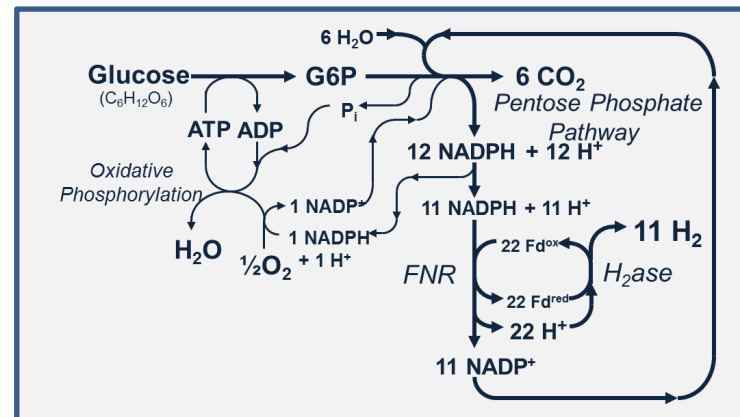 6 H₂O
Glucose
G6P
6 CO₂
(C₆H₁₂O₆)
Pentose Phosphate
Pathway
Pᵢ
ATP ADP
12 NADPH + 12 H⁺
Oxidative
Phosphorylation
1 NADP⁺
11 NADPH + 11 H⁺
1 NADPH
+ 1 H⁺
H₂O
½O₂
22 Fdᵒˣ
11 H₂
FNR
H₂ase
22 Fdʳᵉᵈ
22 H⁺
11 NADP⁺